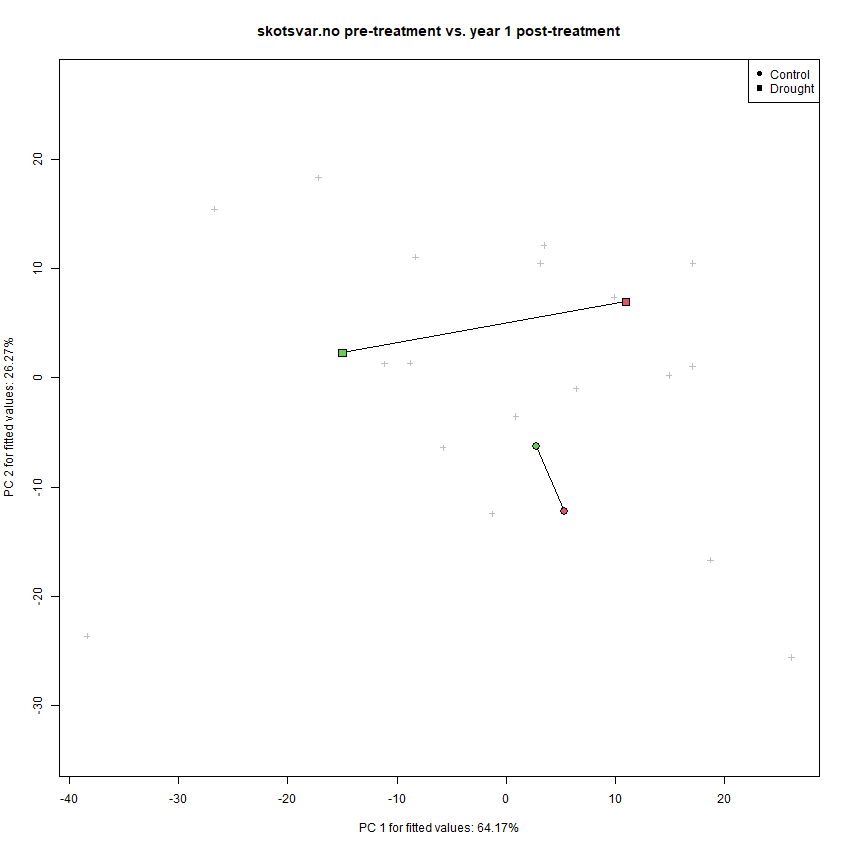 skotsvar.no pre-treatment vs. year 1 post-treatment
Control
Drought
20
10
0
-10
-20
-30
PC 2 for fitted values: 26.27%
-40
-30
-20
-10
0
10
20
PC 1 for fitted values: 64.17%